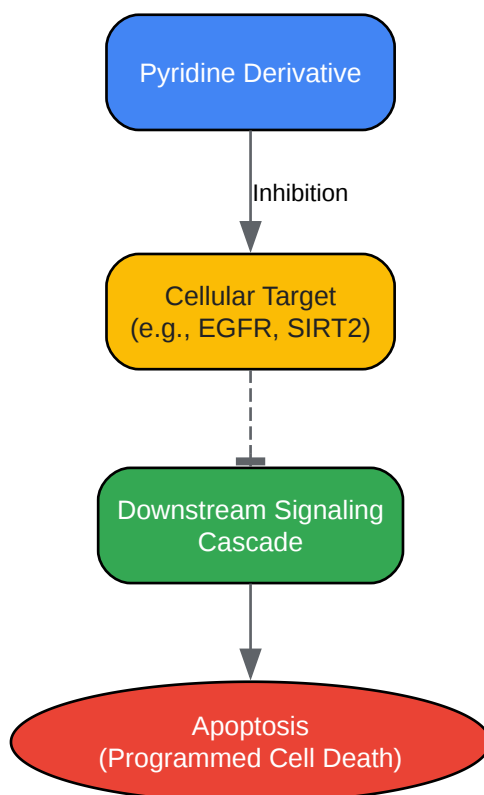 Pyridine Derivative
Inhibition
Cellular Target
(e.g., EGFR, SIRT2)
Downstream Signaling
Cascade
Apoptosis
(Programmed Cell Death)